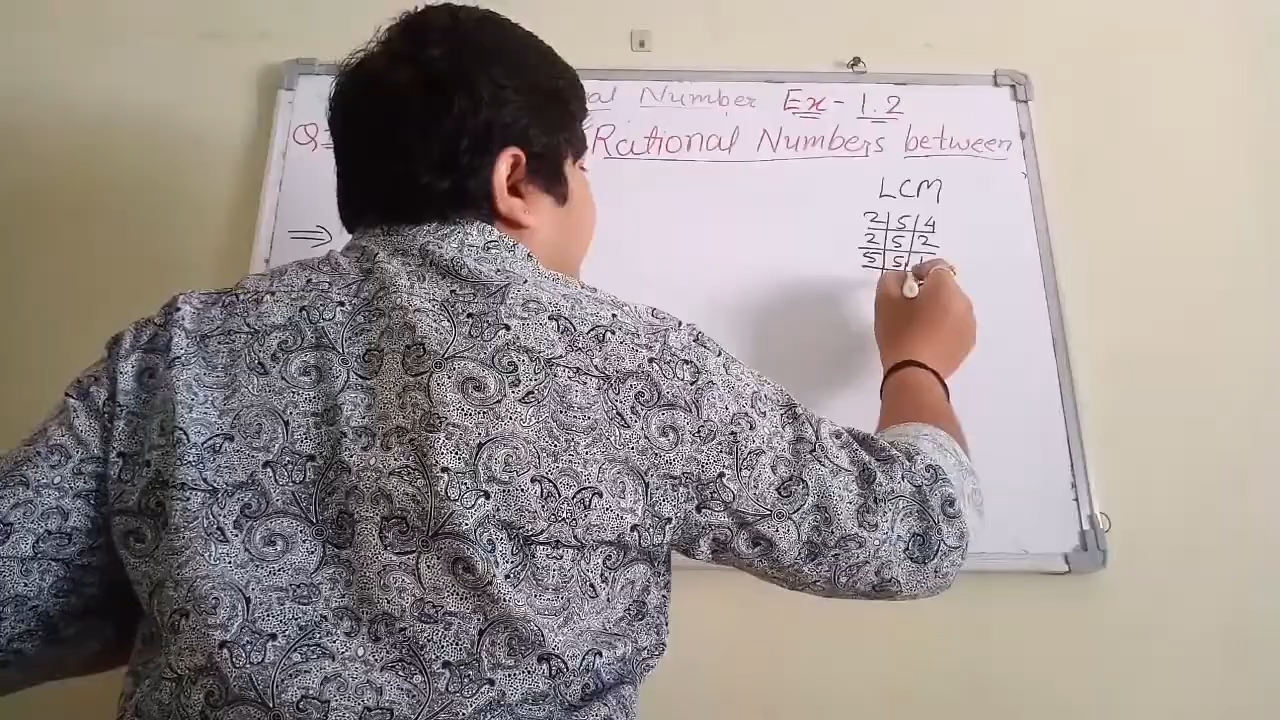 Number Ex-1.2
Q Rational Numbers between
LCM
2 | 5 | 4
2 | 5 | 2
5 | 5 | 1
⇒